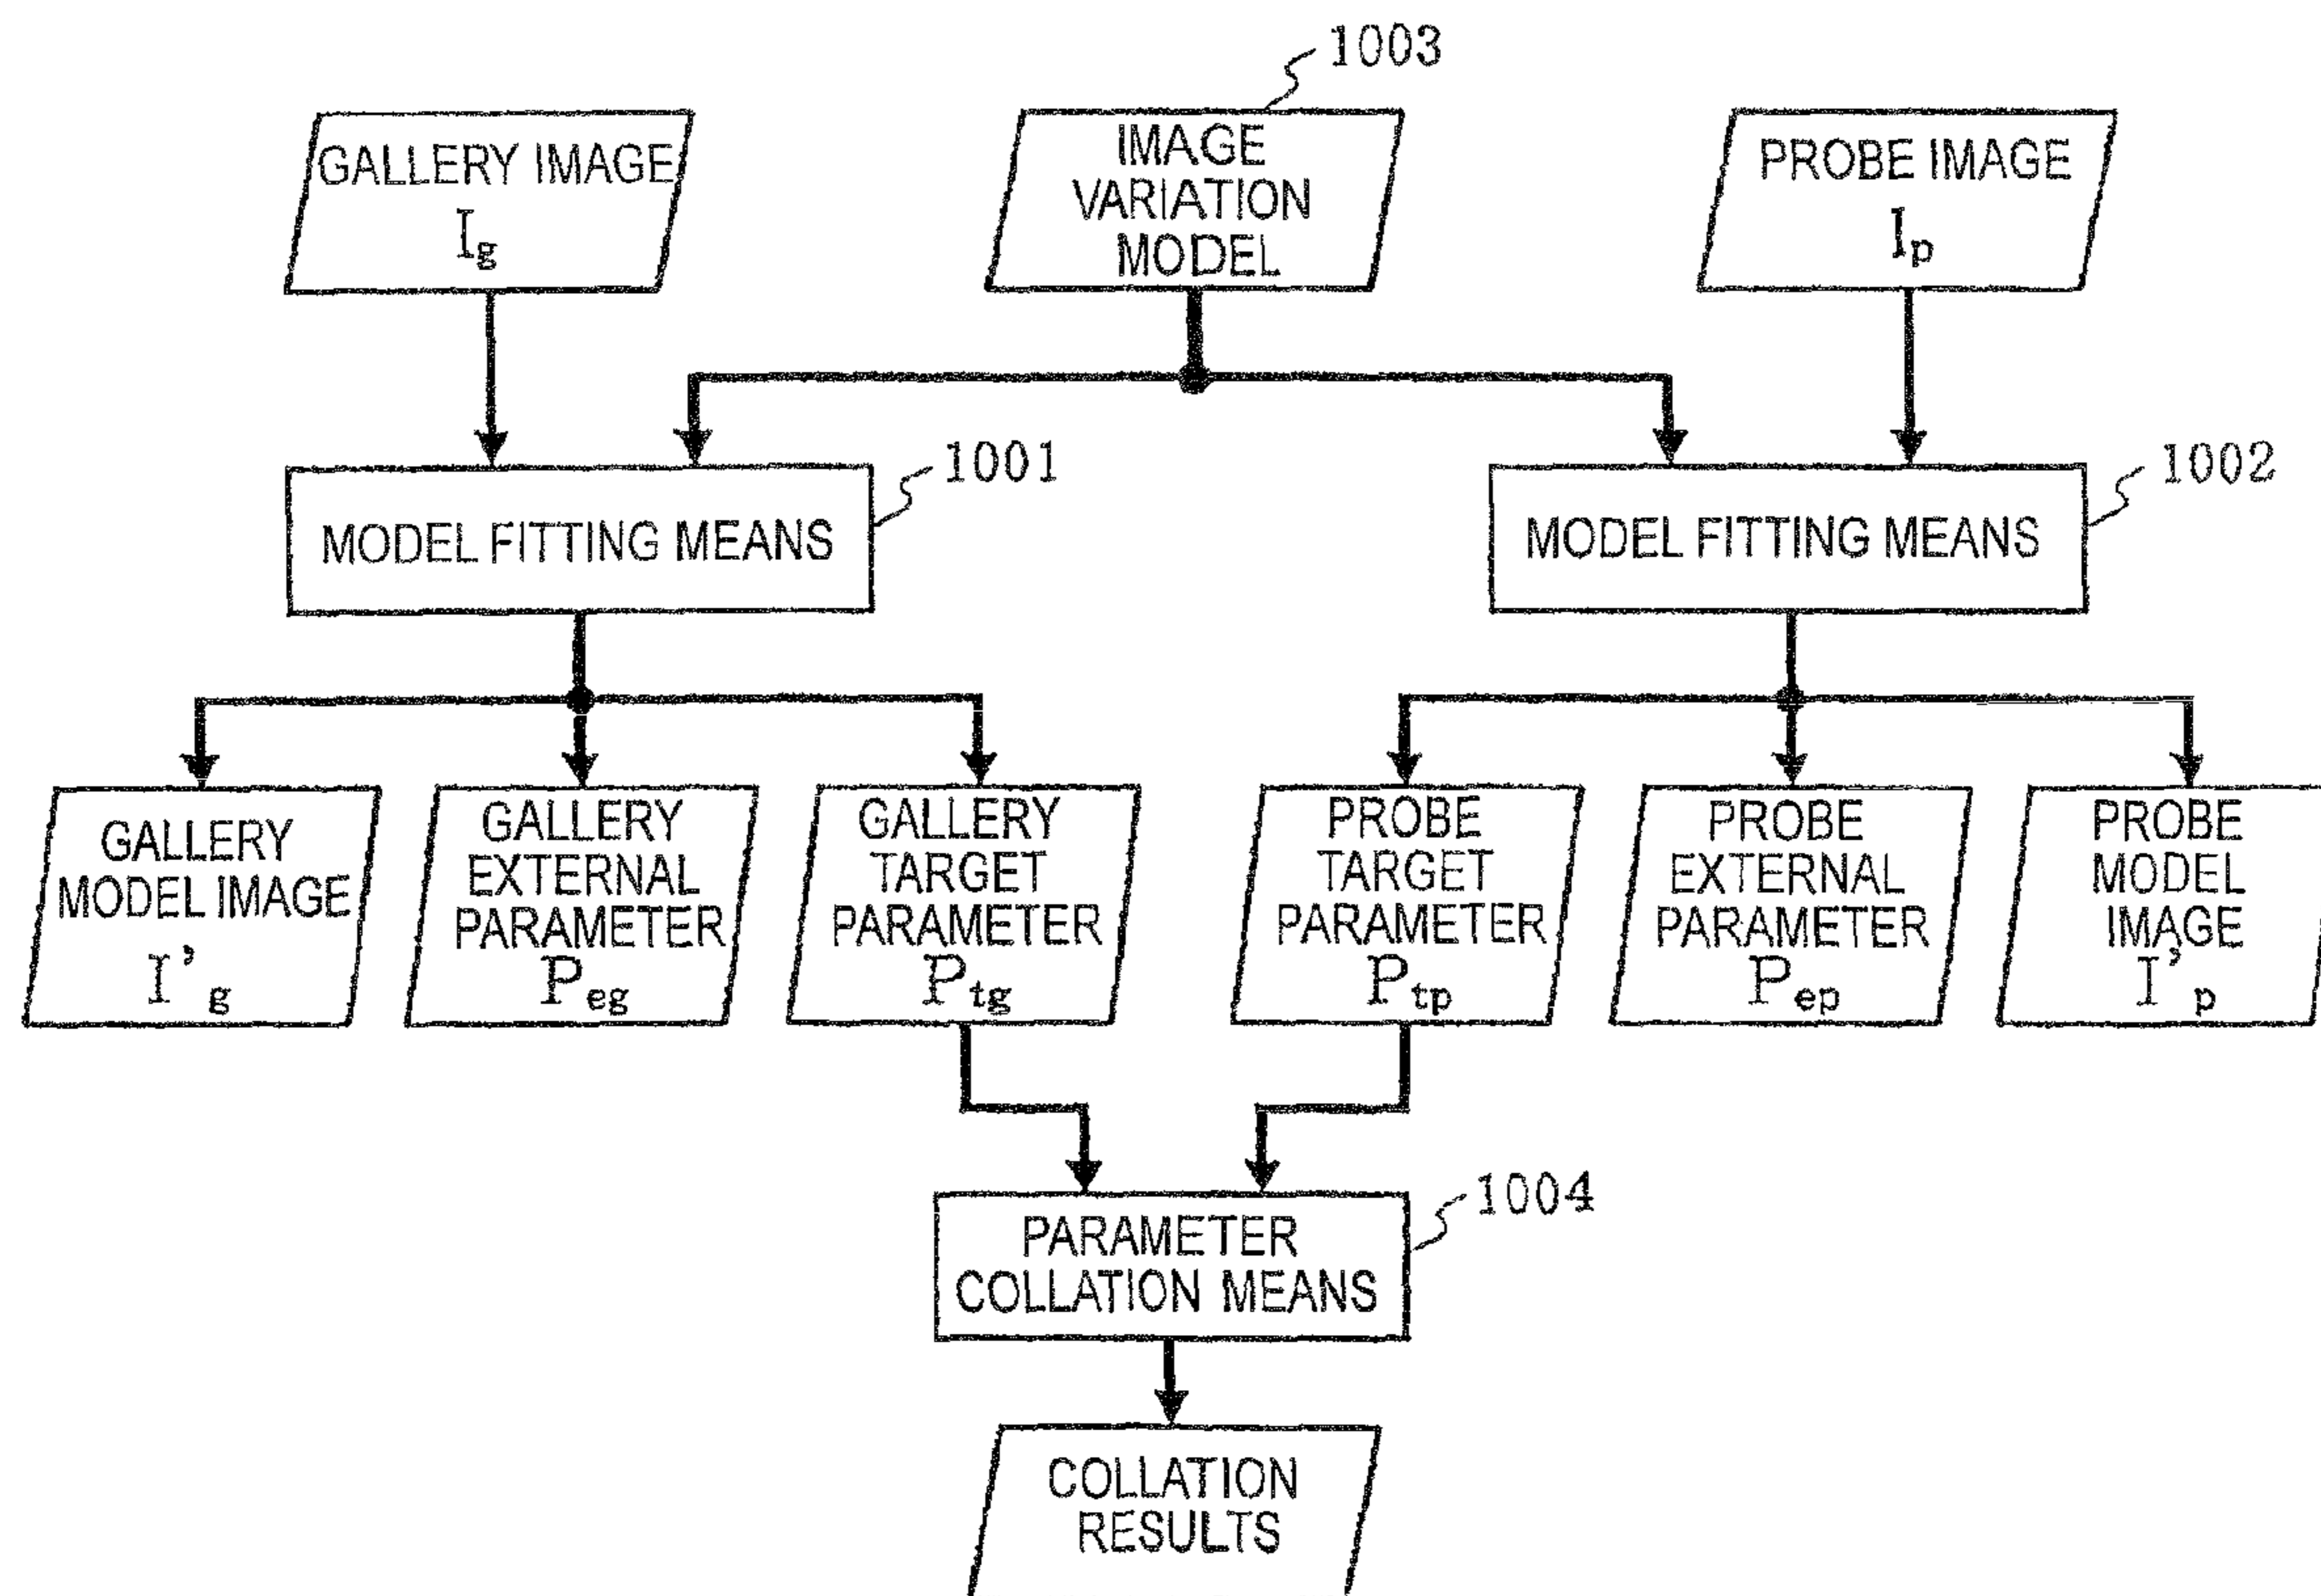 1003
GALLERY IMAGE
Ig
IMAGE
VARIATION
MODEL
PROBE IMAGE
Ip
1001
MODEL FITTING MEANS
1002
MODEL FITTING MEANS
GALLERY
MODEL IMAGE
I'g
GALLERY
EXTERNAL
PARAMETER
Peg
GALLERY
TARGET
PARAMETER
Ptg
PROBE
TARGET
PARAMETER
Ptp
PROBE
EXTERNAL
PARAMETER
Pep
PROBE
MODEL
IMAGE
I'p
1004
PARAMETER
COLLATION MEANS
COLLATION
RESULTS